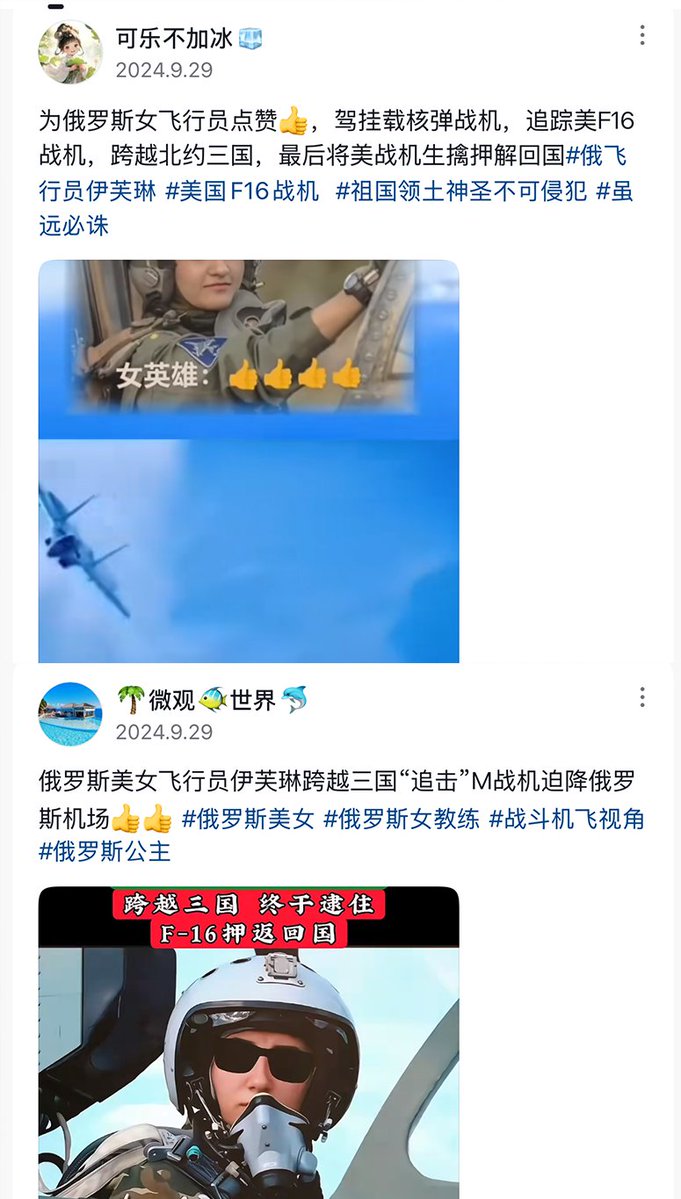 可乐不加冰🧊
2024.9.29
为俄罗斯女飞行员点赞👍，驾挂载核弹战机，追踪美F16
战机，跨越北约三国，最后将美战机生擒押解回国#俄飞
行员伊芙琳 #美国F16战机 #祖国领土神圣不可侵犯 #虽
远必诛
女英雄：👍👍👍👍
🌴微观🐠世界🐬
2024.9.29
俄罗斯美女飞行员伊芙琳跨越三国“追击”M战机迫降俄罗
斯机场👍👍 #俄罗斯美女 #俄罗斯女教练 #战斗机飞视角
#俄罗斯公主
跨越三国 终于逮住
F-16押返回国